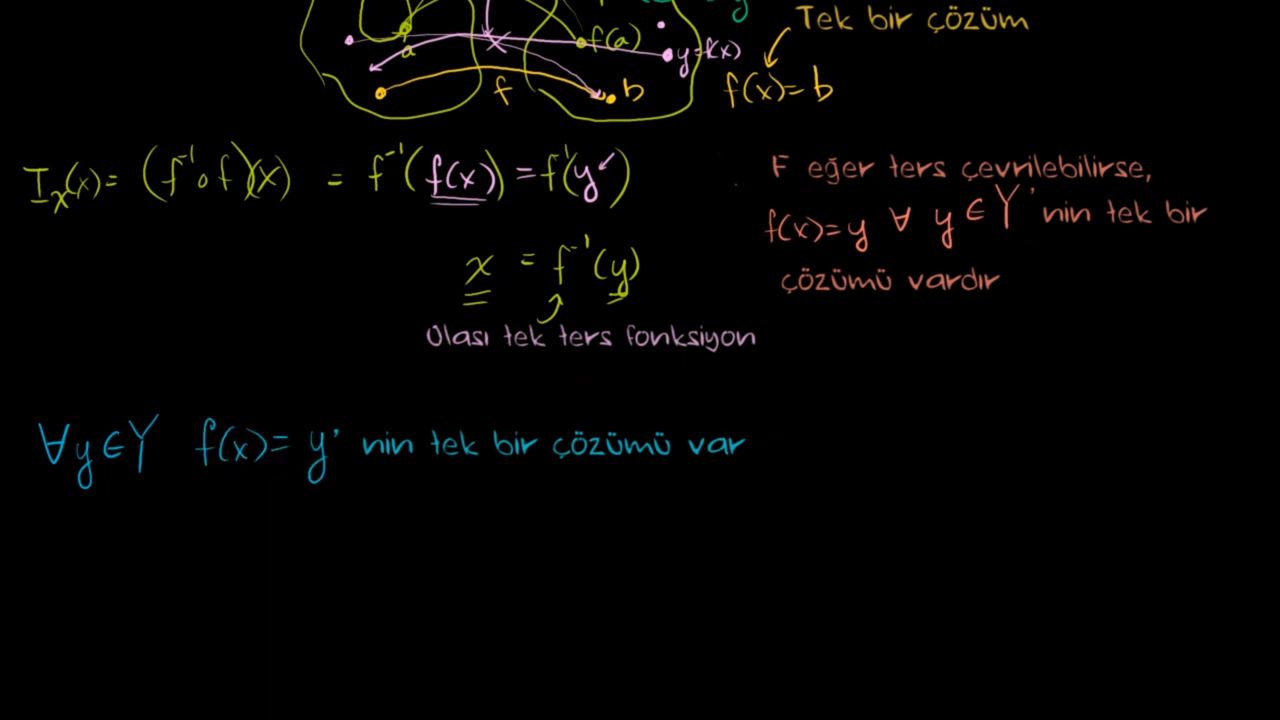 Tek bir çözüm
a
f(a)
y=f(x)
f
b
f(x)=b
I_X(x)= (f⁻¹∘f)(x) = f⁻¹(f(x)) = f⁻¹(y)
x = f⁻¹(y)
Olası tek ters fonksiyon
F eğer ters çevrilebilirse,
f(x)=y ∀ y∈Y'nin tek bir
çözümü vardır
∀y∈Y f(x)= y' nin tek bir çözümü var